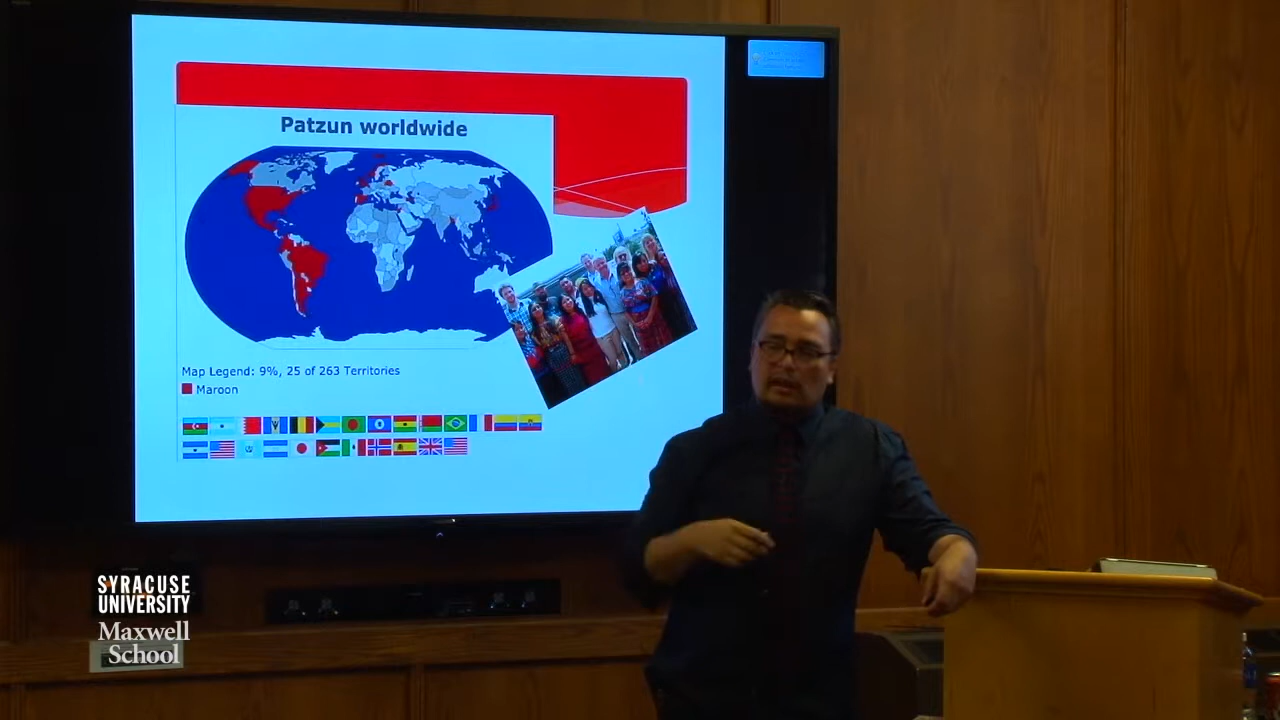 Patzun worldwide
Map Legend: 9%, 25 of 263 Territories
Maroon
SYRACUSE
UNIVERSITY
Maxwell
School